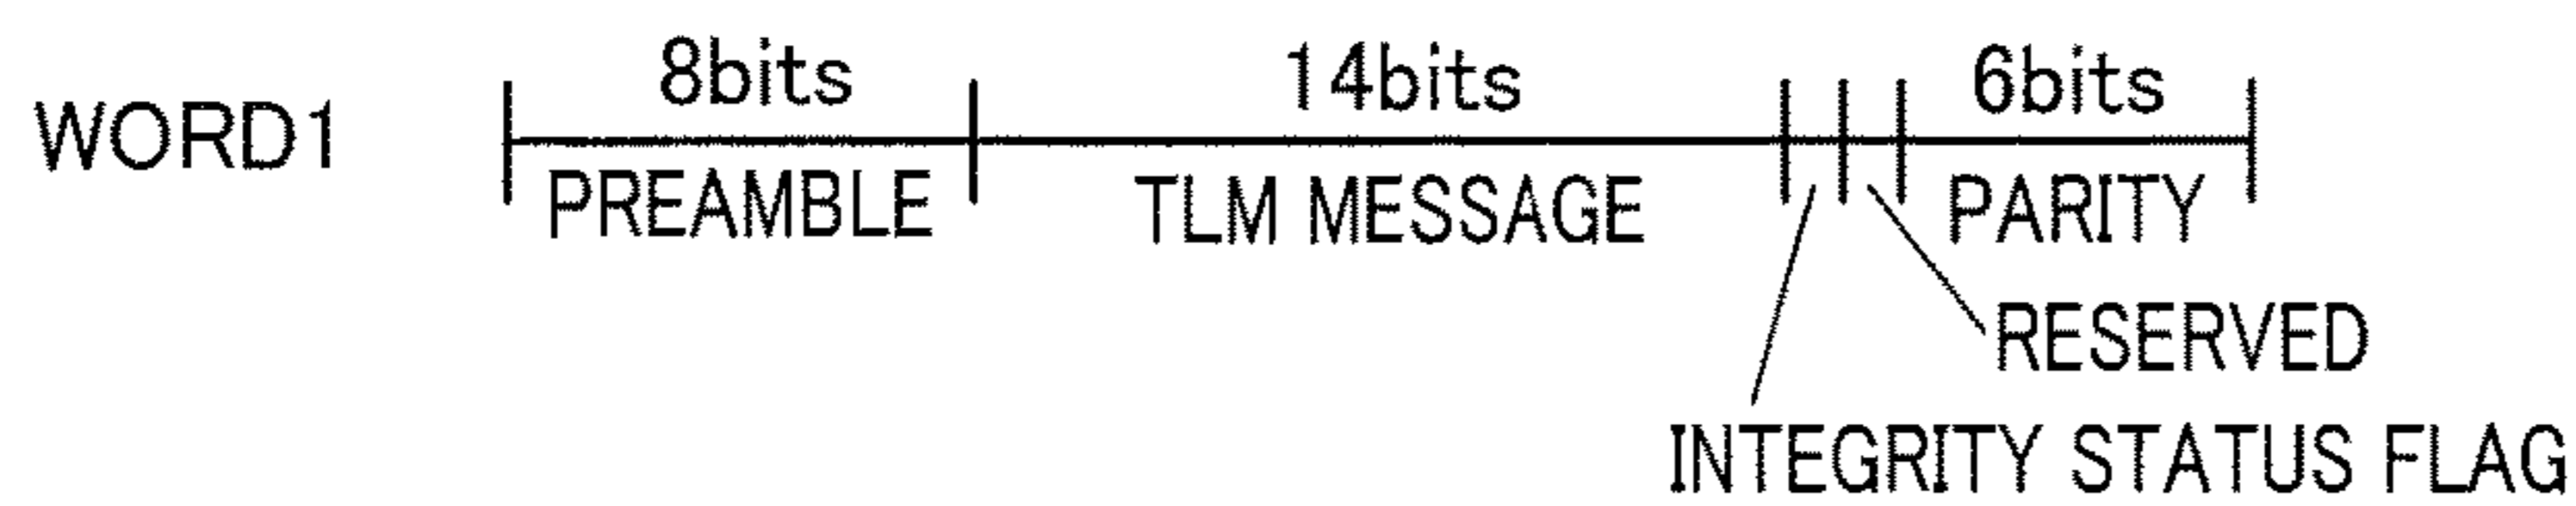 WORD1 8bits 14bits 6bits
PREAMBLE TLM MESSAGE PARITY
RESERVED
INTEGRITY STATUS FLAG